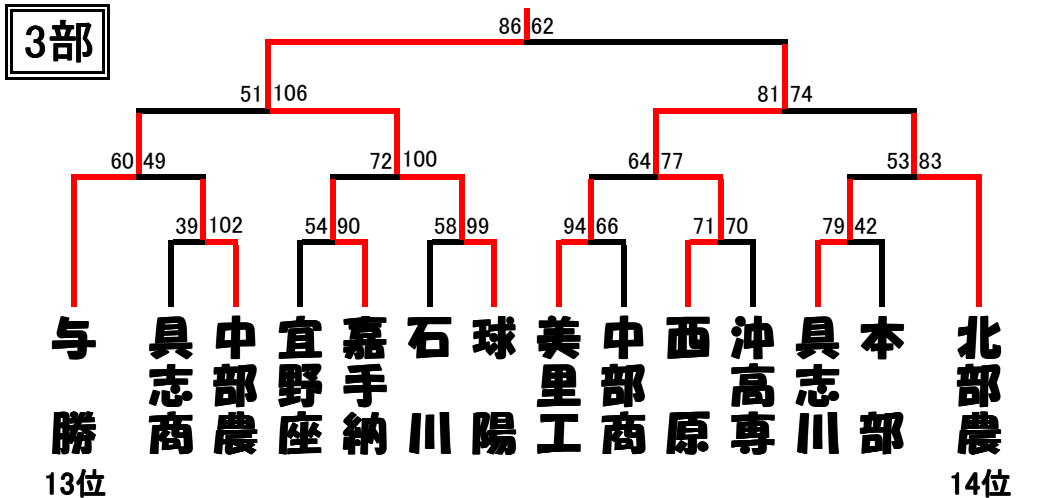 3部
86 62
51 106
81 74
60 49
72 100
64 77
53 83
39 102
54 90
58 99
94 66
71 70
79 42
与勝
具志商
中部農
宜野座
嘉手納
石川
球陽
美里工
中部商
西原
沖高専
具志川
本部
北部農
13位
14位